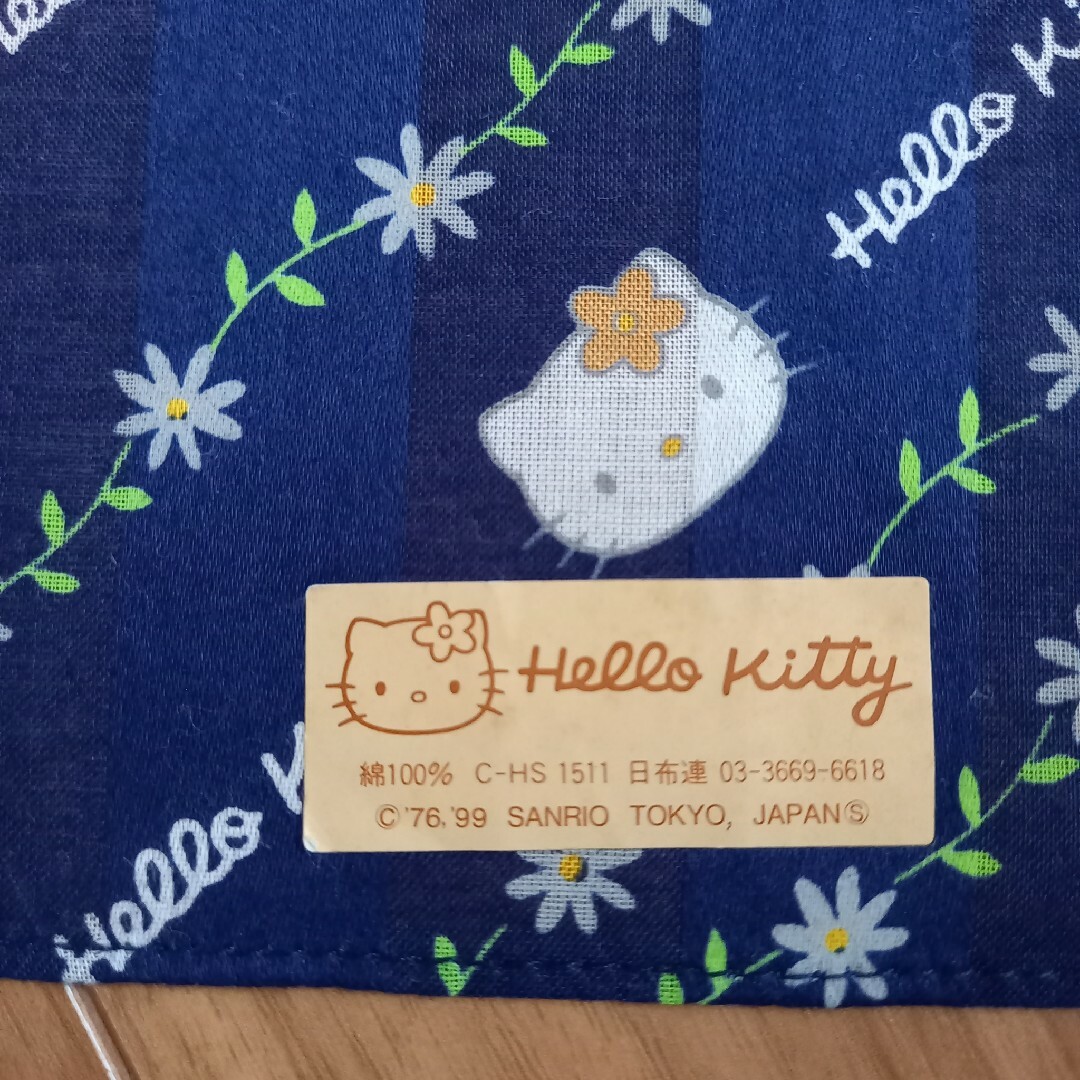 Hello
Hello
Hello Kitty
綿100% C-HS 1511 日布連 03-3669-6618
©'76,'99 SANRIO TOKYO, JAPANⓈ